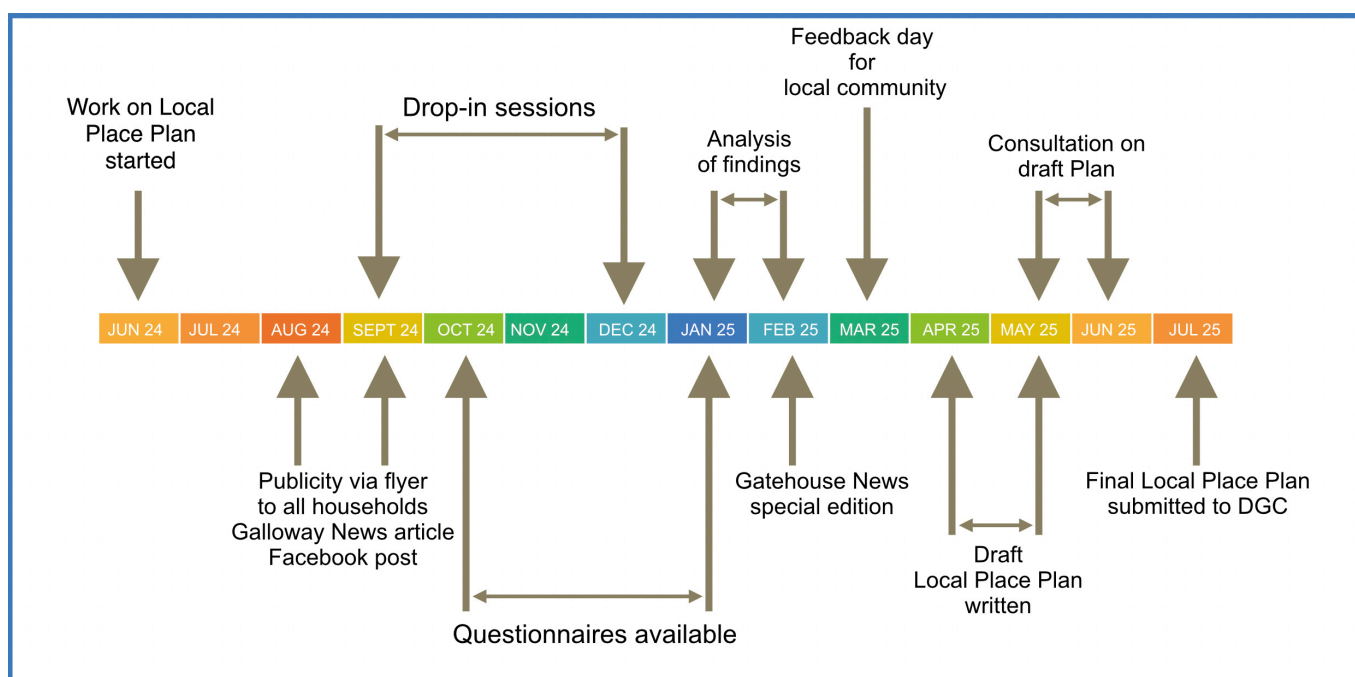 Work on Local
Place Plan
started
Drop-in sessions
Analysis
of findings
Feedback day
for
local community
Consultation on
draft Plan
JUN 24 JUL 24 AUG 24 SEPT 24 OCT 24 NOV 24 DEC 24 JAN 25 FEB 25 MAR 25 APR 25 MAY 25 JUN 25 JUL 25
Publicity via flyer
to all households
Galloway News article
Facebook post
Questionnaires available
Gatehouse News
special edition
Draft
Local Place Plan
written
Final Local Place Plan
submitted to DGC